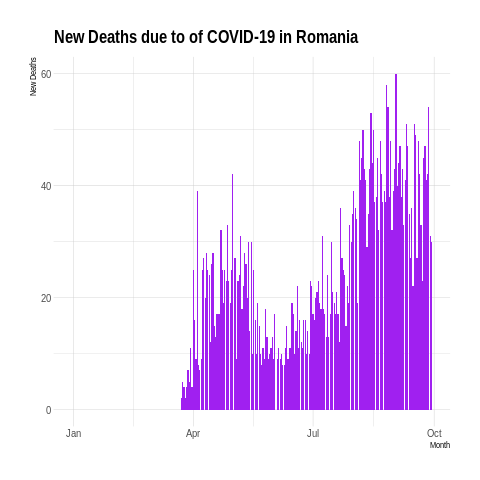 New Deaths due to of COVID-19 in Romania
New Deaths
60
40
20
0
Jan Apr Jul Oct
Month